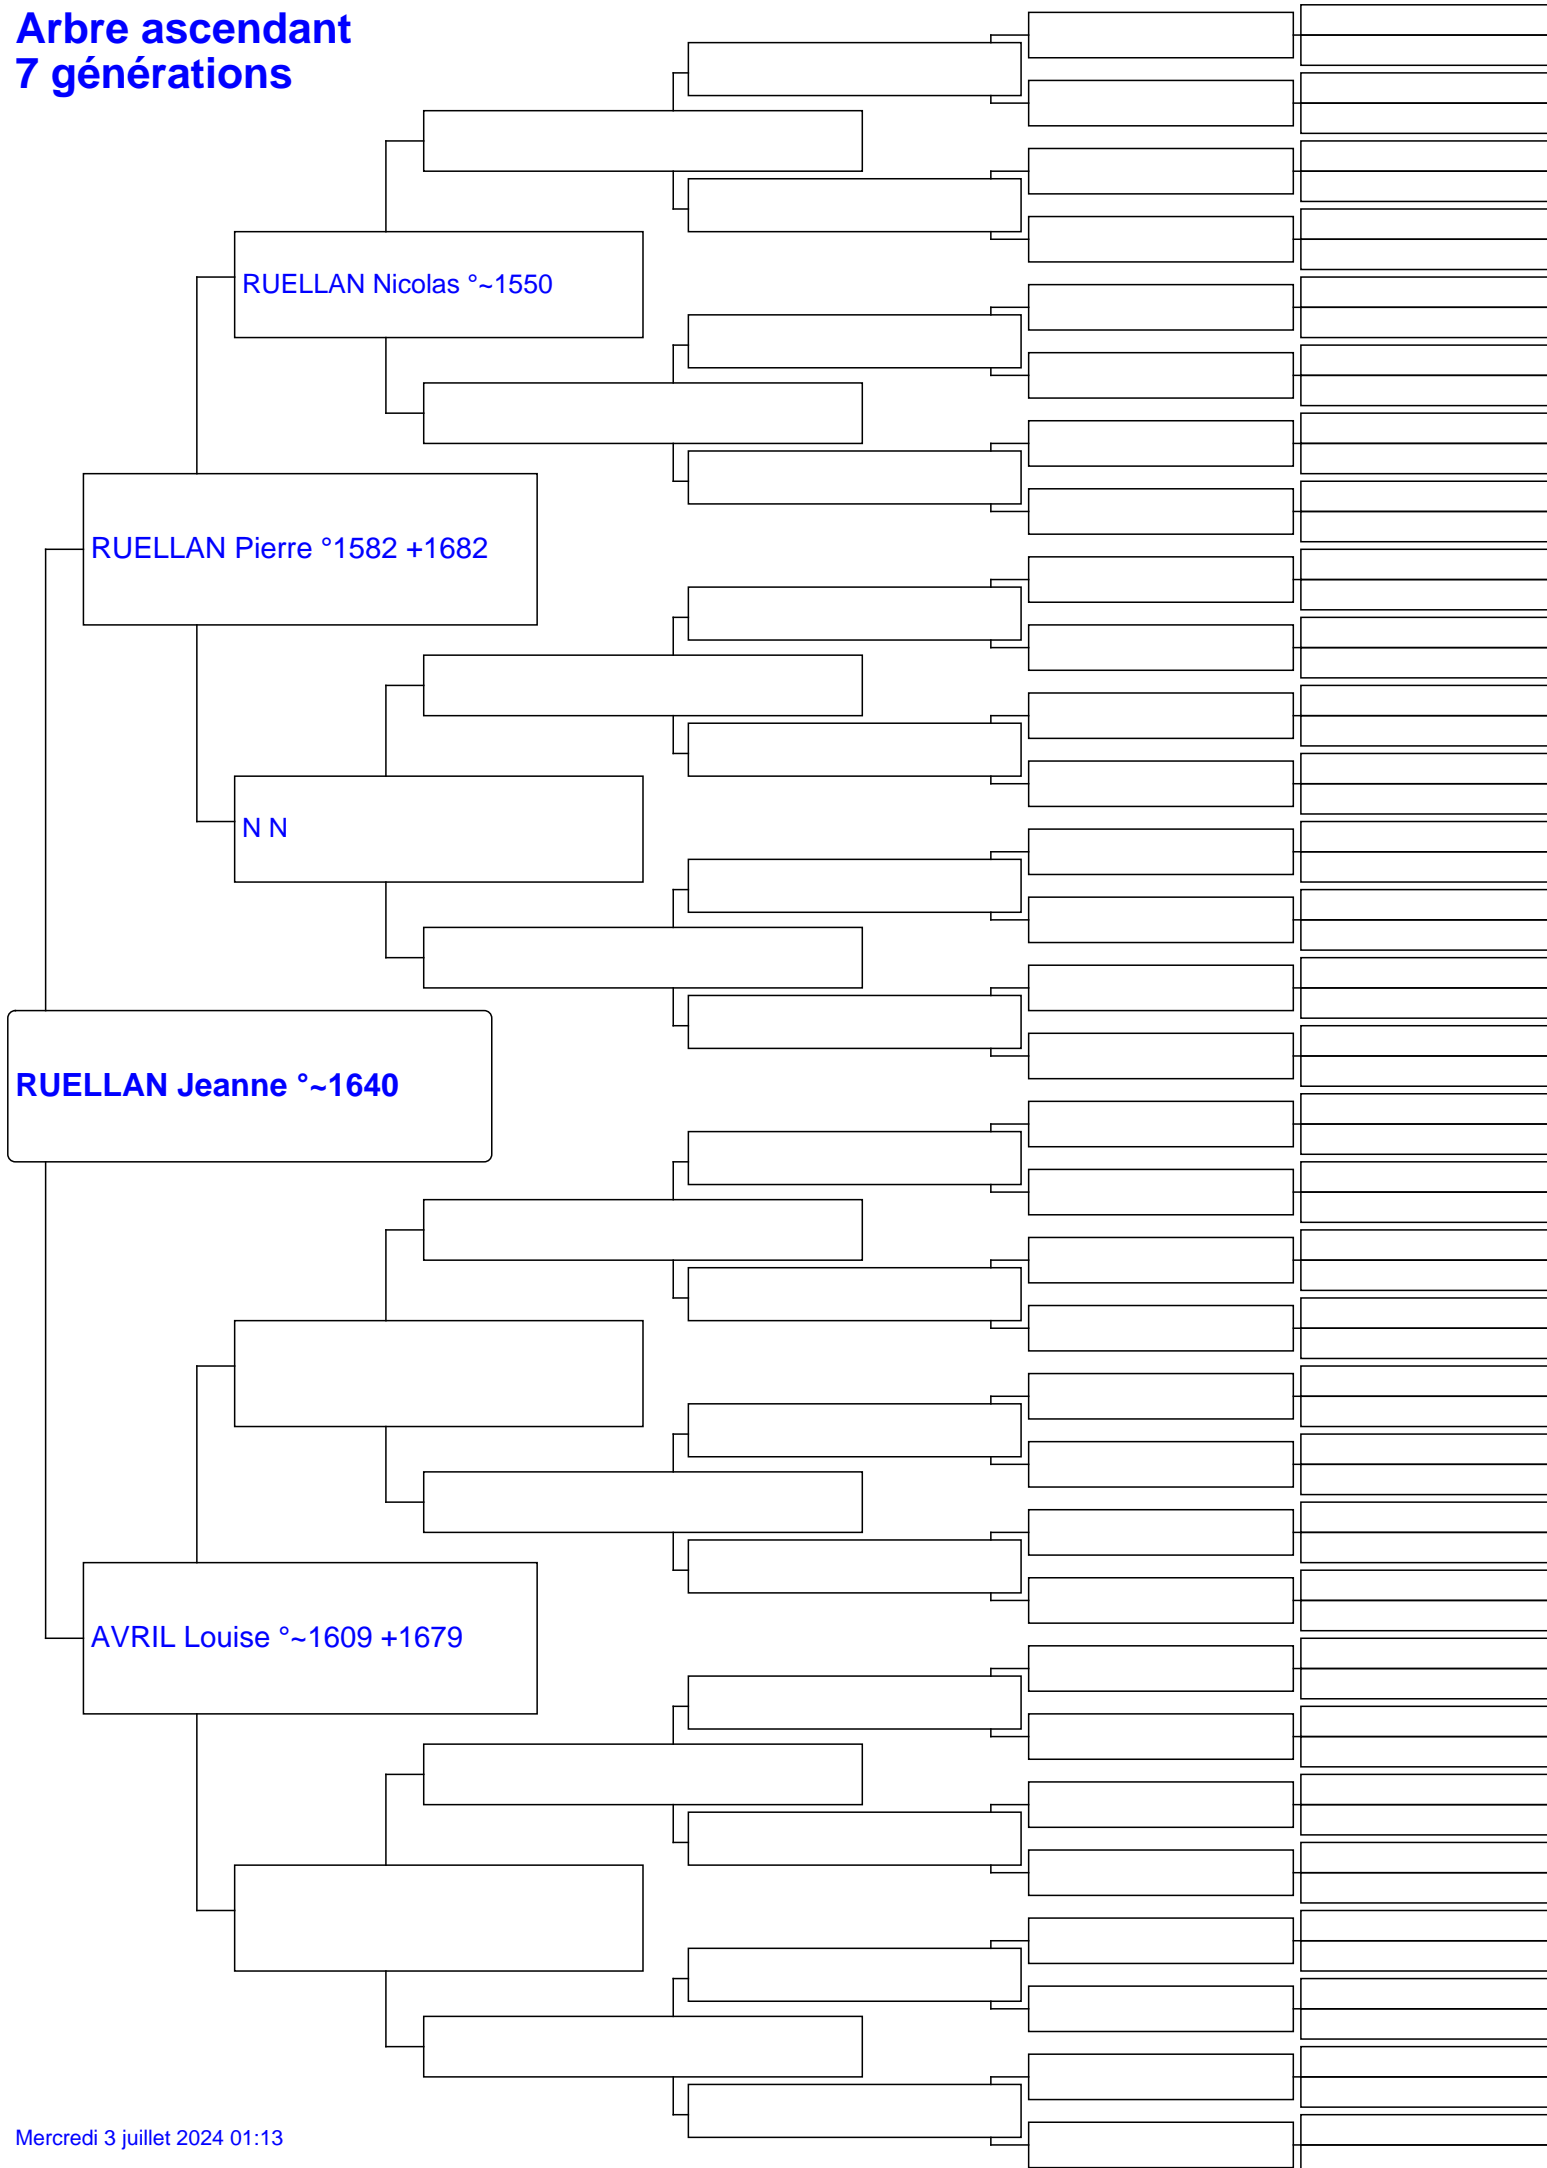 Arbre ascendant
7 générations
RUELLAN Nicolas °~1550
RUELLAN Pierre °1582 +1682
N N
RUELLAN Jeanne °~1640
AVRIL Louise °~1609 +1679
Mercredi 3 juillet 2024 01:13